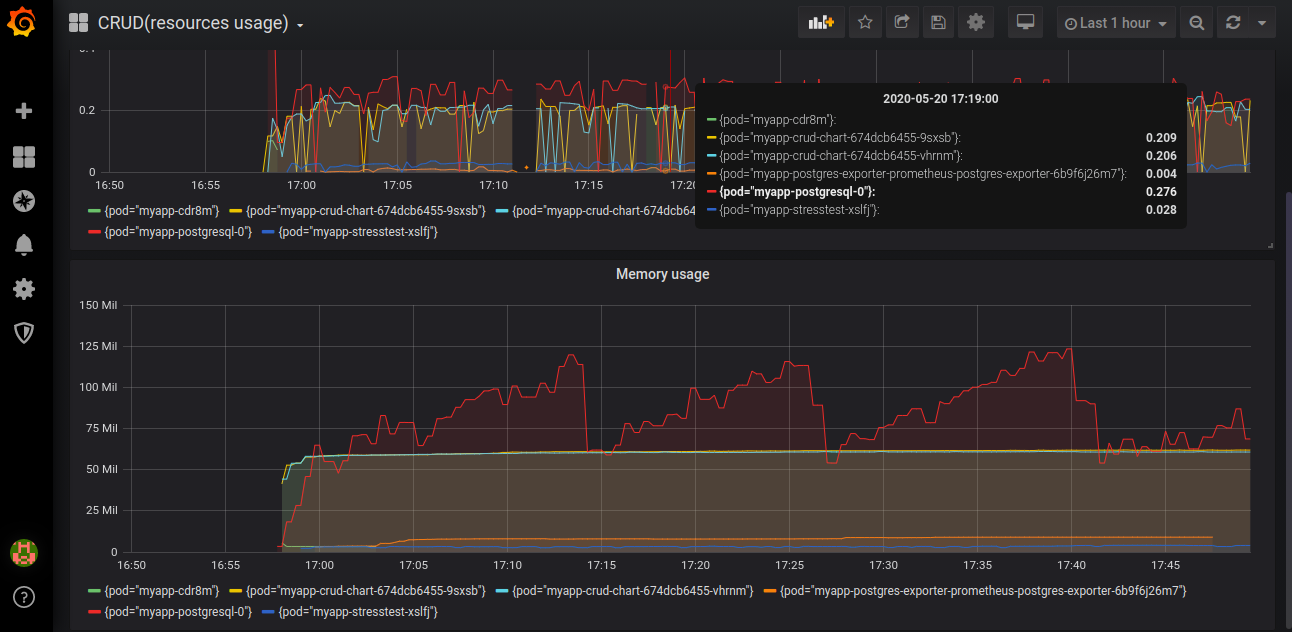 CRUD(resources usage)
Last 1 hour
0.2
0
16:50 16:55 17:00 17:05 17:10 17:15 17:20
2020-05-20 17:19:00
{pod="myapp-cdr8m"}:
{pod="myapp-crud-chart-674dcb6455-9sxsb"}: 0.209
{pod="myapp-crud-chart-674dcb6455-vhrnm"}: 0.206
{pod="myapp-postgres-exporter-prometheus-postgres-exporter-6b9f6j26m7"}: 0.004
{pod="myapp-postgresql-0"}: 0.276
{pod="myapp-stresstest-xslfj"}: 0.028
{pod="myapp-cdr8m"} {pod="myapp-crud-chart-674dcb6455-9sxsb"} {pod="myapp-crud-chart-674dcb64
{pod="myapp-postgresql-0"} {pod="myapp-stresstest-xslfj"}
Memory usage
150 Mil
125 Mil
100 Mil
75 Mil
50 Mil
25 Mil
0
16:50 16:55 17:00 17:05 17:10 17:15 17:20 17:25 17:30 17:35 17:40 17:45
{pod="myapp-cdr8m"} {pod="myapp-crud-chart-674dcb6455-9sxsb"} {pod="myapp-crud-chart-674dcb6455-vhrnm"} {pod="myapp-postgres-exporter-prometheus-postgres-exporter-6b9f6j26m7"}
{pod="myapp-postgresql-0"} {pod="myapp-stresstest-xslfj"}